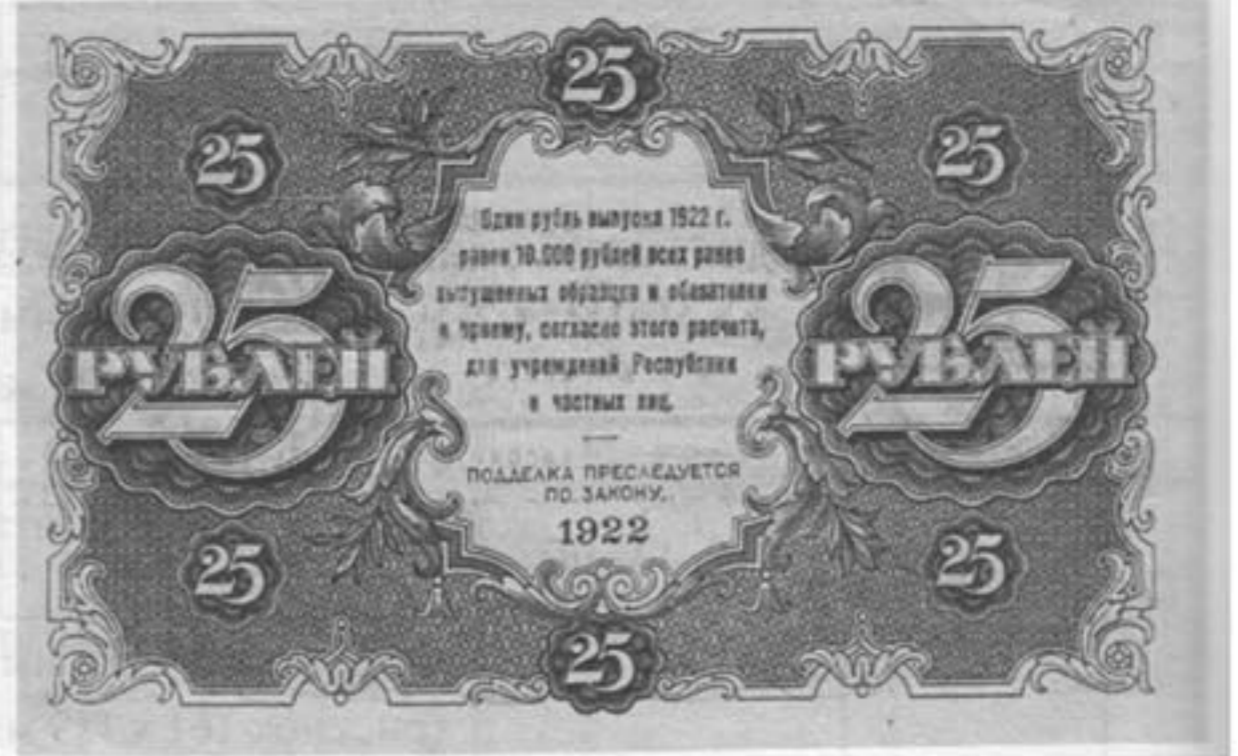 25
25
25
Один рубль выпуска 1922 г.
равен 10.000 рублей всех ранее
выпущенных образцов и обязателен
к приему, согласно этого расчета,
для учреждений Республики
и частных лиц.
25
РУБЛЕЙ
25
РУБЛЕЙ
ПОДДЕЛКА ПРЕСЛЕДУЕТСЯ
ПО ЗАКОНУ.
1922
25
25
25